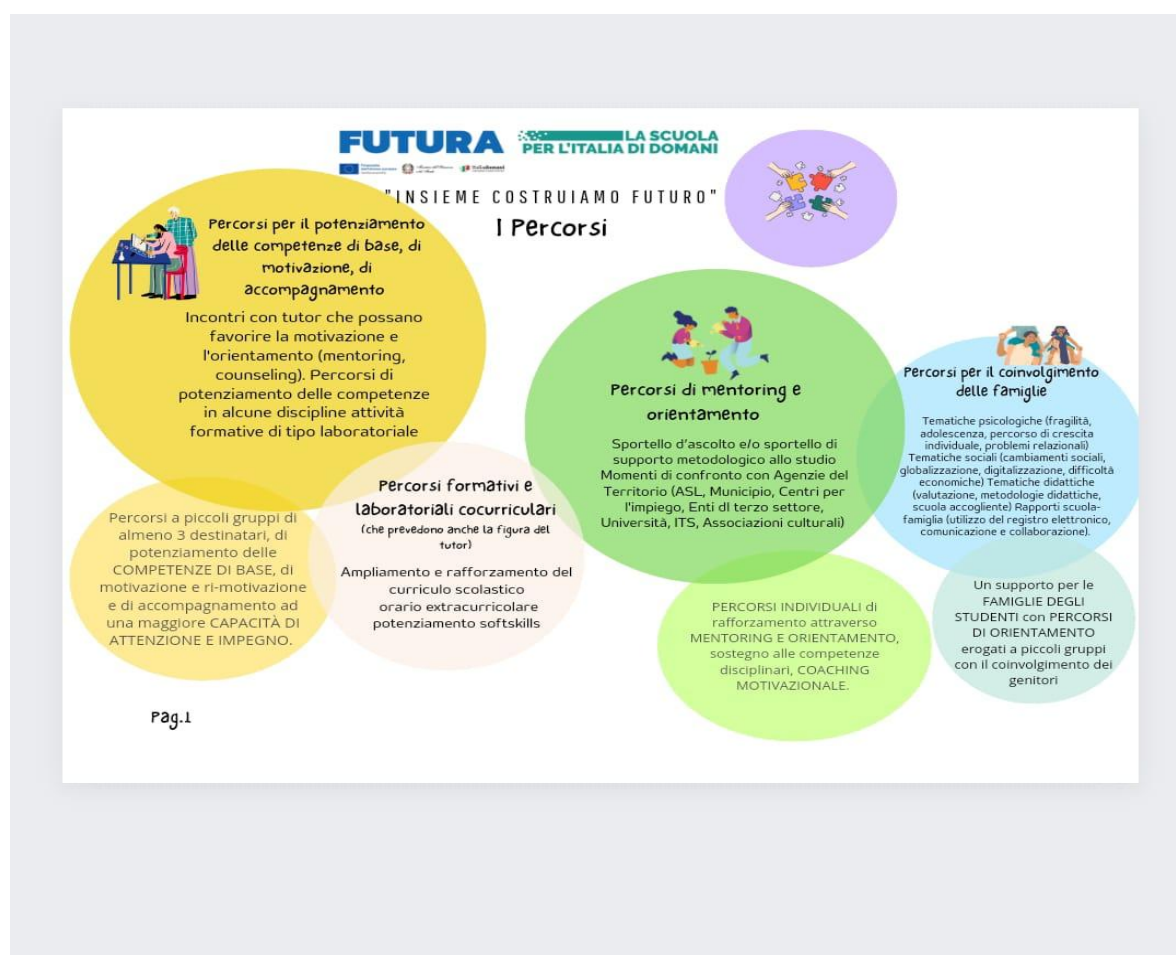 FUTURA
LA SCUOLA
PER L'ITALIA DI DOMANI
Italiadomani
"INSIEME COSTRUIAMO FUTURO"
I Percorsi
Percorsi per il potenziamento
delle competenze di base, di
motivazione, di
accompagnamento
Incontri con tutor che possano
favorire la motivazione e
l'orientamento (mentoring,
counseling). Percorsi di
potenziamento delle competenze
in alcune discipline attività
formative di tipo laboratoriale
Percorsi a piccoli gruppi di
almeno 3 destinatari, di
potenziamento delle
COMPETENZE DI BASE, di
motivazione e ri-motivazione
e di accompagnamento ad
una maggiore CAPACITÀ DI
ATTENZIONE E IMPEGNO.
Percorsi formativi e
laboratoriali cocurriculari
(che prevedono anche la figura del
tutor)
Ampliamento e rafforzamento del
curriculo scolastico
orario extracurricolare
potenziamento softskills
Percorsi di mentoring e
orientamento
Sportello d'ascolto e/o sportello di
supporto metodologico allo studio
Momenti di confronto con Agenzie del
Territorio (ASL, Municipio, Centri per
l'impiego, Enti dI terzo settore,
Università, ITS, Associazioni culturali)
PERCORSI INDIVIDUALI di
rafforzamento attraverso
MENTORING E ORIENTAMENTO,
sostegno alle competenze
disciplinari, COACHING
MOTIVAZIONALE.
Percorsi per il coinvolgimento
delle famiglie
Tematiche psicologiche (fragilità,
adolescenza, percorso di crescita
individuale, problemi relazionali)
Tematiche sociali (cambiamenti sociali,
globalizzazione, digitalizzazione, difficoltà
economiche) Tematiche didattiche
(valutazione, metodologie didattiche,
scuola accogliente) Rapporti scuola-
famiglia (utilizzo del registro elettronico,
comunicazione e collaborazione).
Un supporto per le
FAMIGLIE DEGLI
STUDENTI con PERCORSI
DI ORIENTAMENTO
erogati a piccoli gruppi
con il coinvolgimento dei
genitori
Pag.1